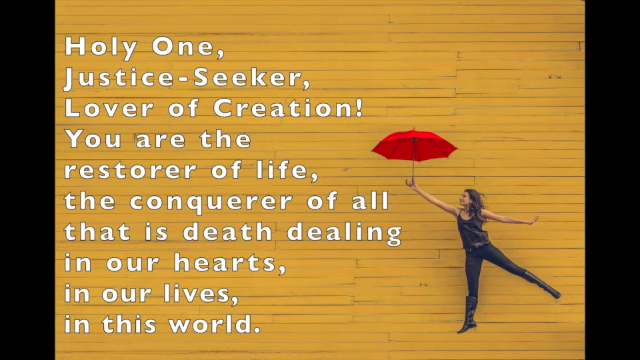 Holy One,
Justice-Seeker,
Lover of Creation!
You are the
restorer of life,
the conquerer of all
that is death dealing
in our hearts,
in our lives,
in this world.